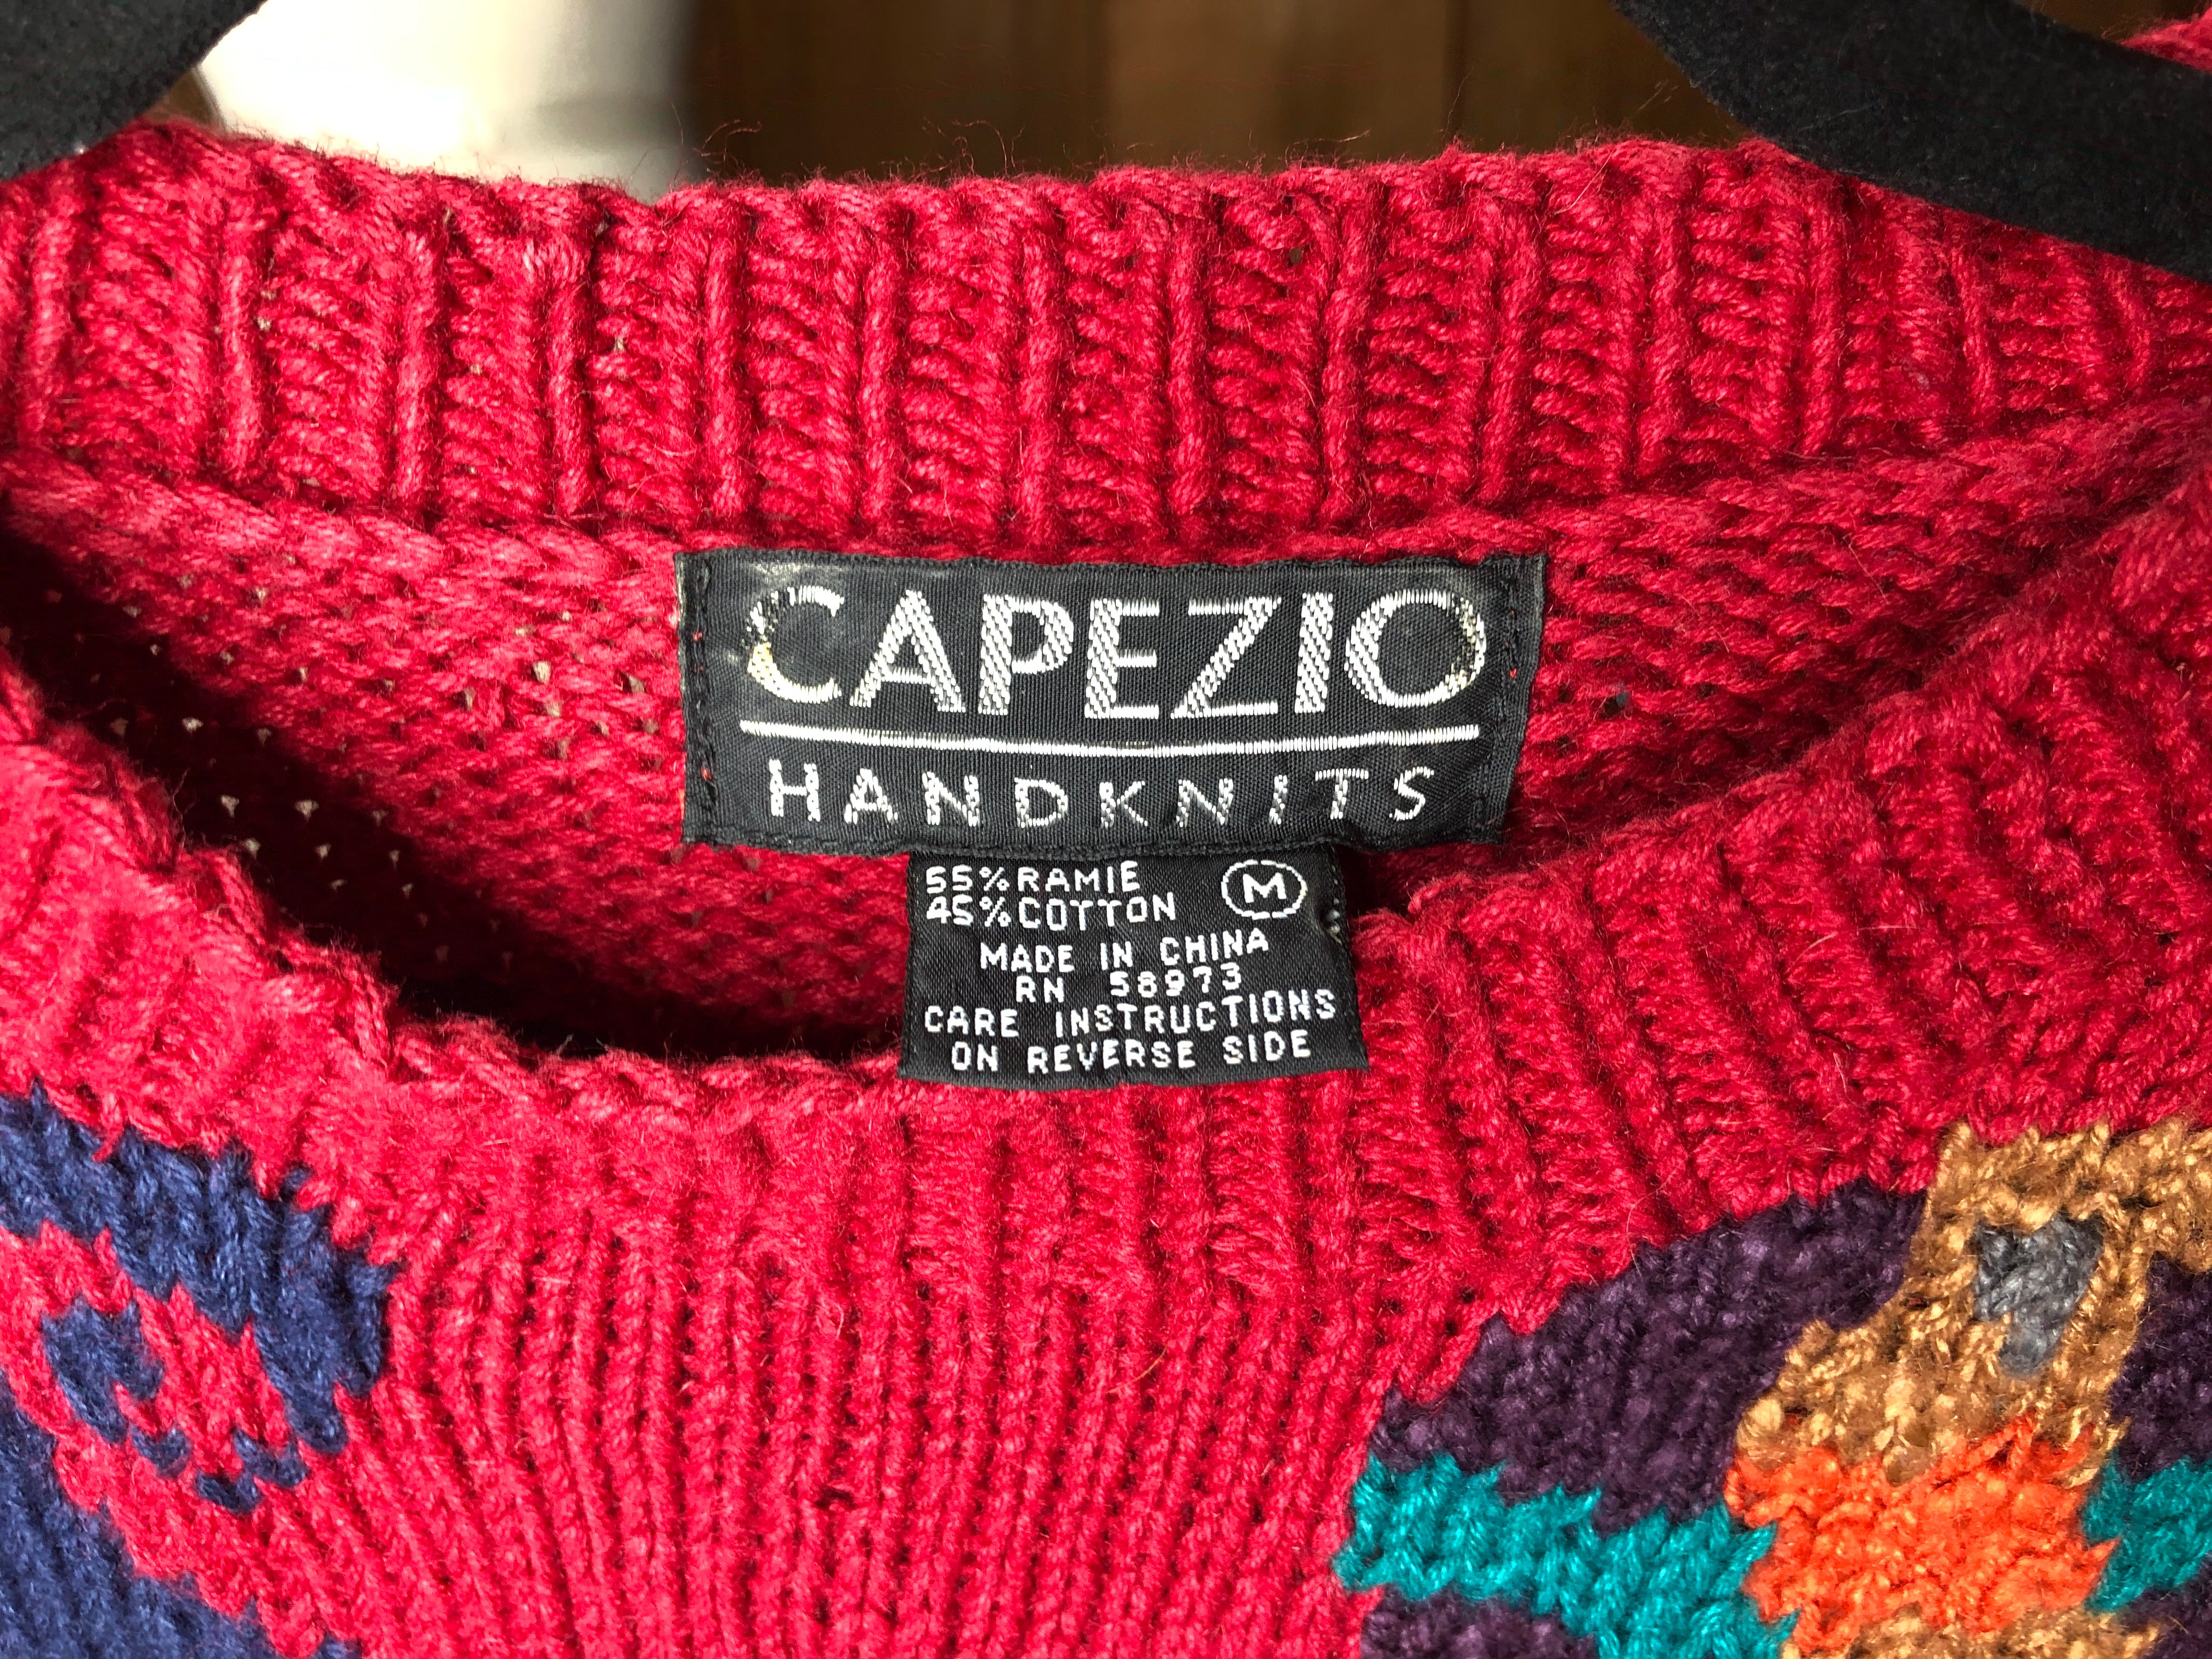 CAPEZIO
HANDKNITS
55% RAMIE
45% COTTON
M
MADE IN CHINA
RN 58973
CARE INSTRUCTIONS
ON REVERSE SIDE